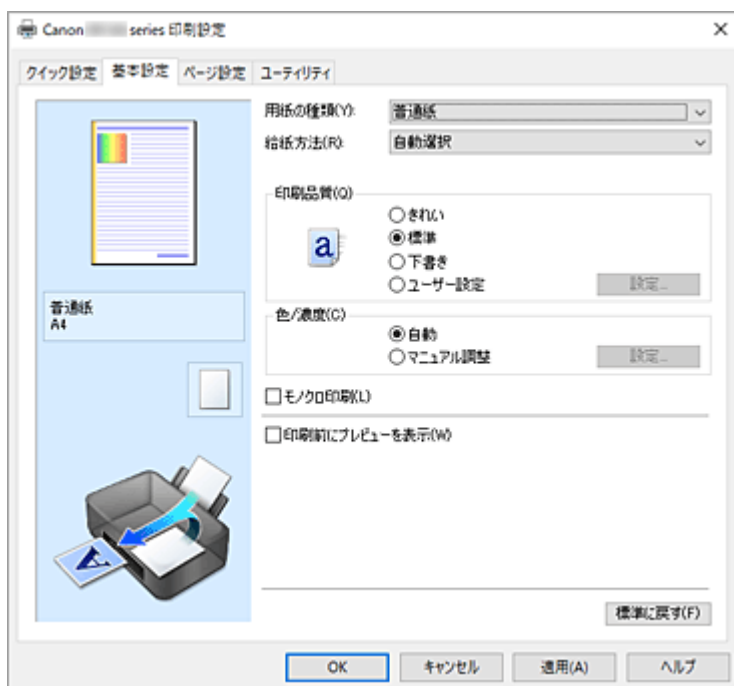 Canon series 印刷設定
クイック設定 基本設定 ページ設定 ユーティリティ
用紙の種類(Y): 普通紙
給紙方法(R): 自動選択
印刷品質(Q)
きれい
標準
下書き
ユーザー設定 設定...
普通紙
A4
色/濃度(C)
自動
マニュアル調整 設定...
モノクロ印刷(L)
印刷前にプレビューを表示(W)
標準に戻す(F)
OK キャンセル 適用(A) ヘルプ